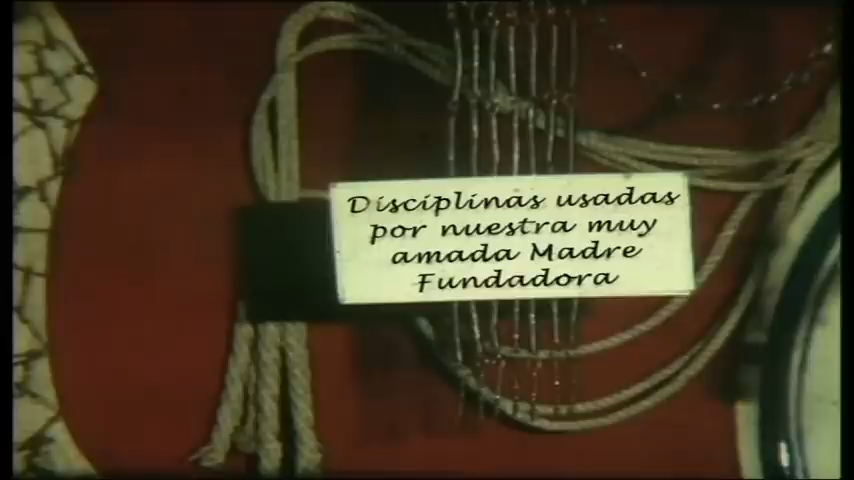 Disciplinas usadas
por nuestra muy
amada Madre
Fundadora